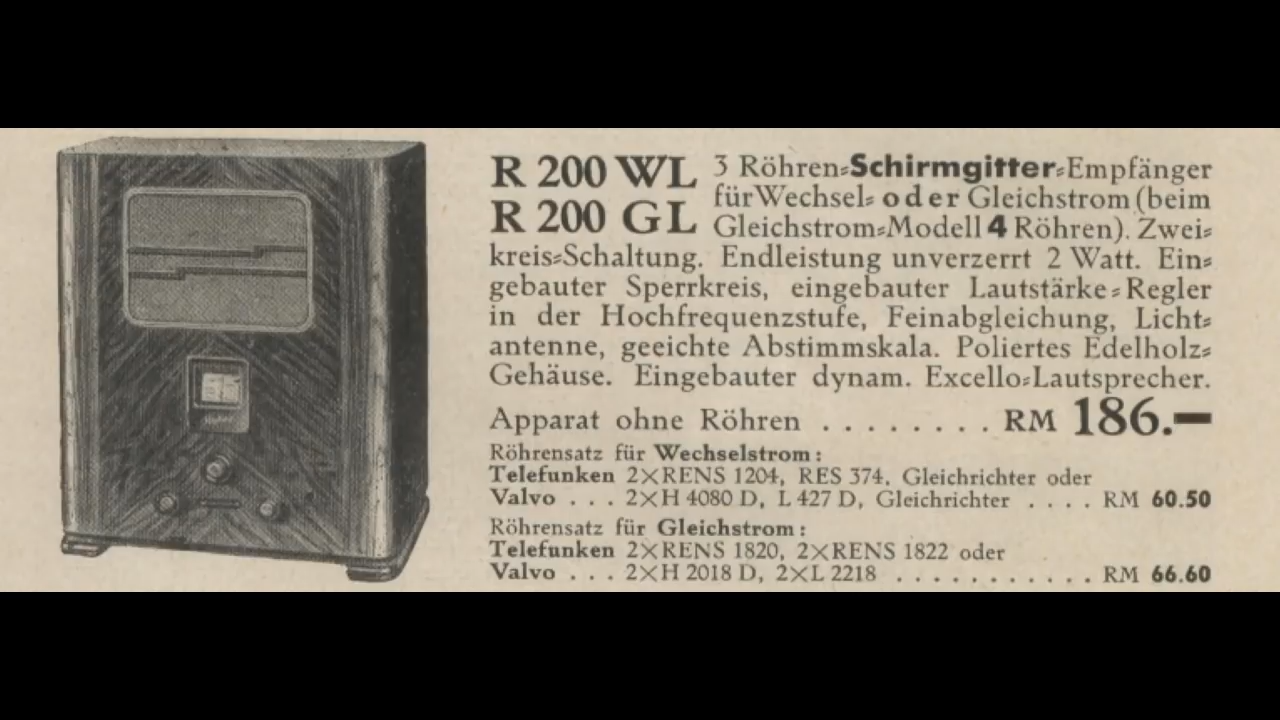 R 200 WL
R 200 GL
3 Röhren-Schirmgitter-Empfänger
für Wechsel- oder Gleichstrom (beim
Gleichstrom-Modell 4 Röhren). Zwei-
kreis-Schaltung. Endleistung unverzerrt 2 Watt. Ein-
gebauter Sperrkreis, eingebauter Lautstärke-Regler
in der Hochfrequenzstufe, Feinabgleichung, Licht-
antenne, geeichte Abstimmskala. Poliertes Edelholz-
Gehäuse. Eingebauter dynam. Excello-Lautsprecher.
Apparat ohne Röhren . . . . . . . . RM 186.–
Röhrensatz für Wechselstrom:
Telefunken 2×RENS 1204, RES 374, Gleichrichter oder
Valvo . . . 2×H 4080 D, L 427 D, Gleichrichter . . . . RM 60.50
Röhrensatz für Gleichstrom:
Telefunken 2×RENS 1820, 2×RENS 1822 oder
Valvo . . . 2×H 2018 D, 2×L 2218 . . . . . . . . . . . RM 66.60